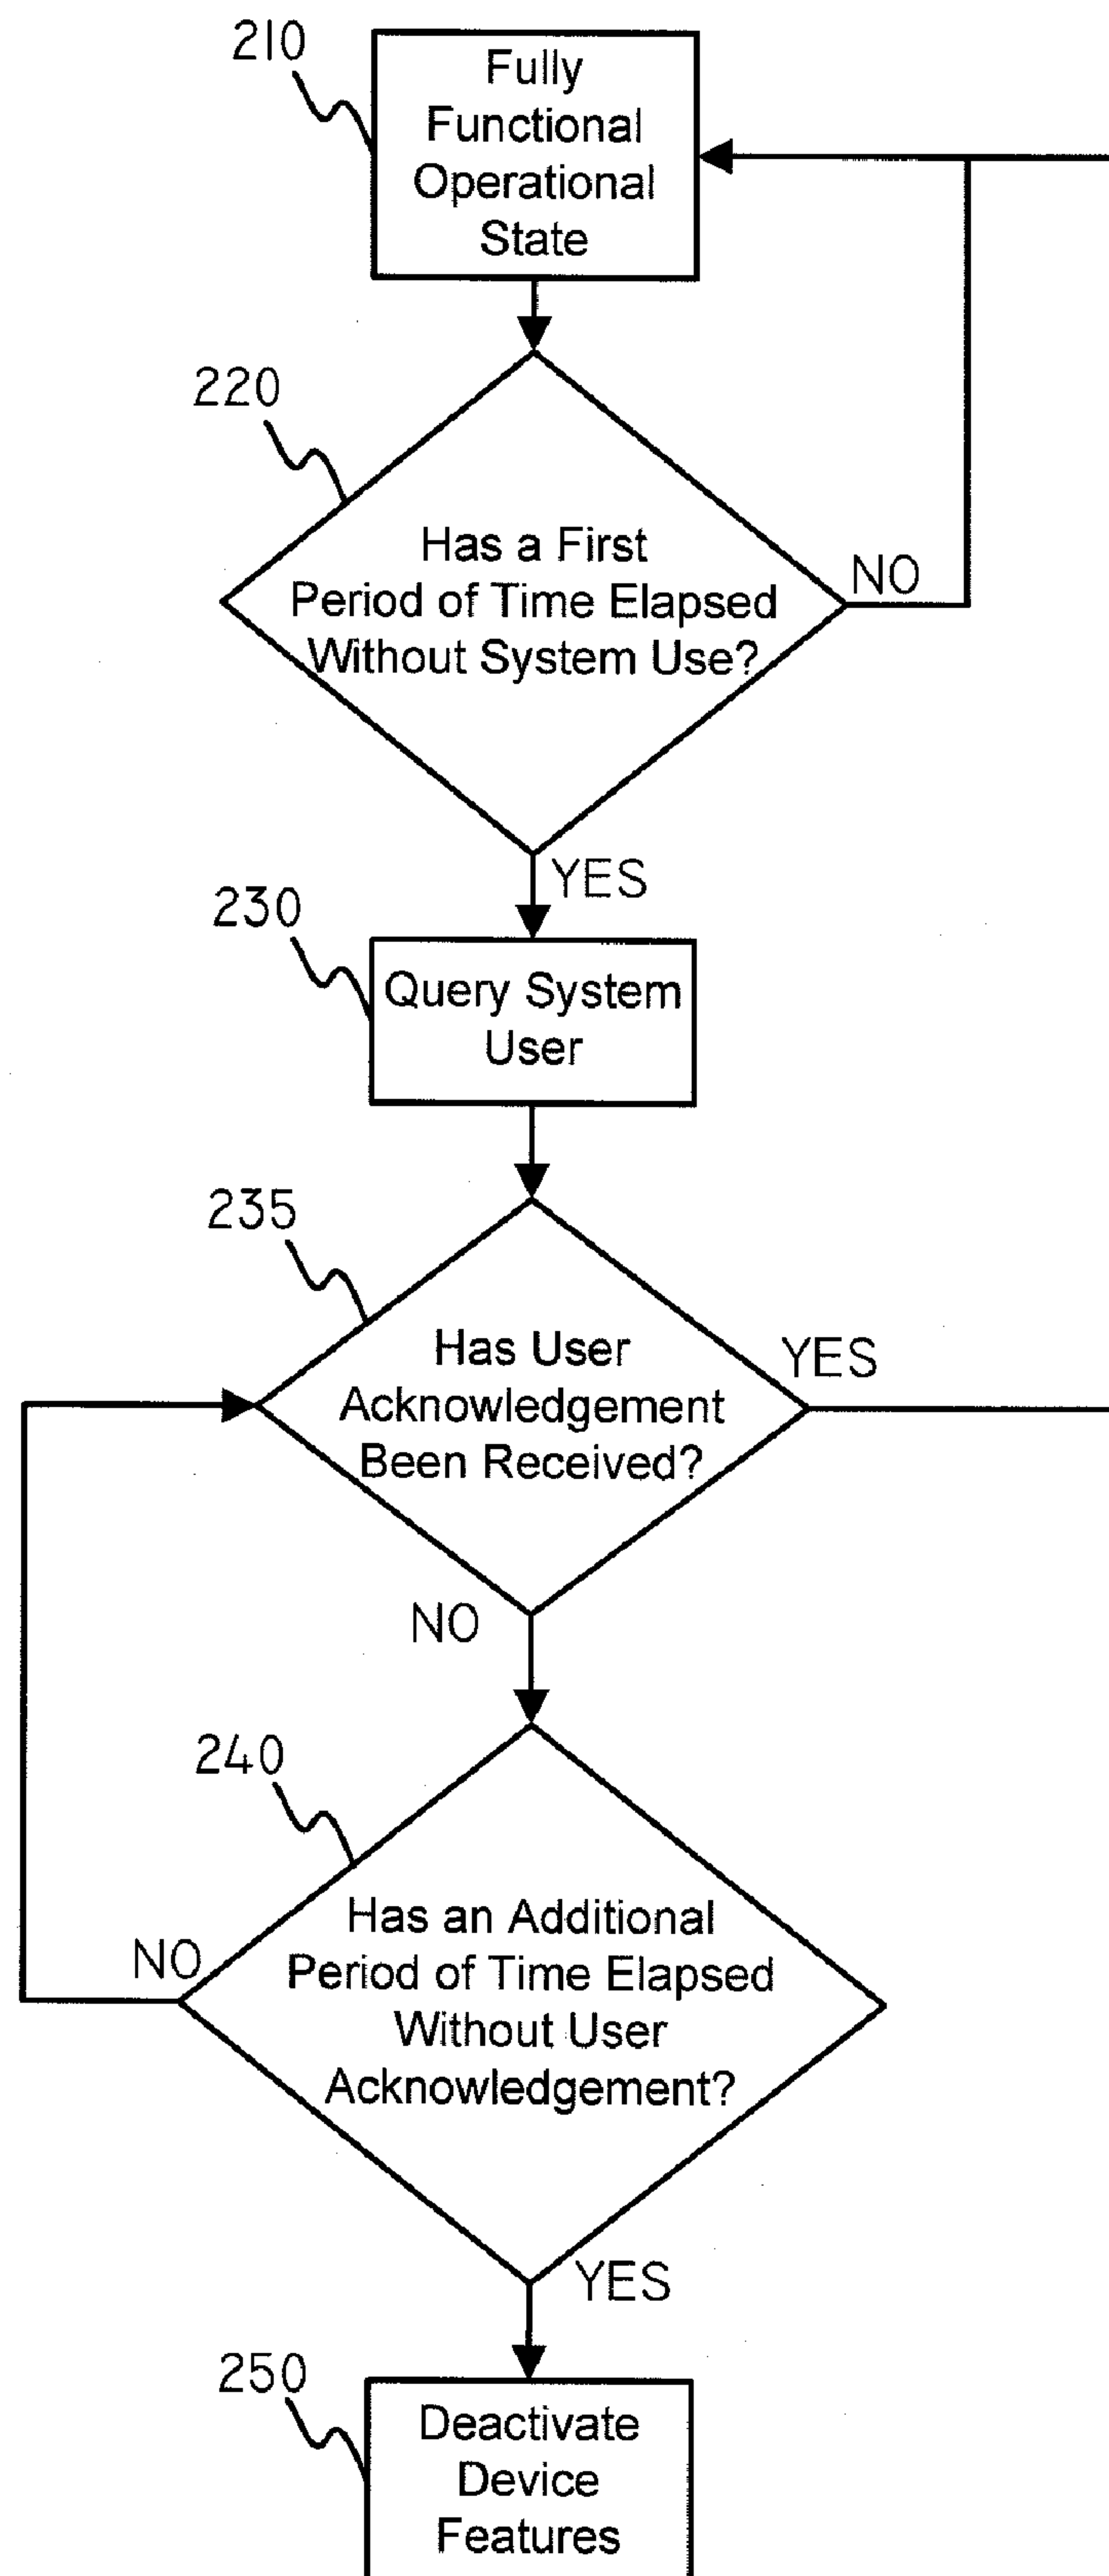 210
Fully
Functional
Operational
State
220
Has a First
Period of Time Elapsed
Without System Use?
NO
YES
230
Query System
User
235
Has User
Acknowledgement
Been Received?
YES
NO
240
Has an Additional
Period of Time Elapsed
Without User
Acknowledgement?
NO
YES
250
Deactivate
Device
Features